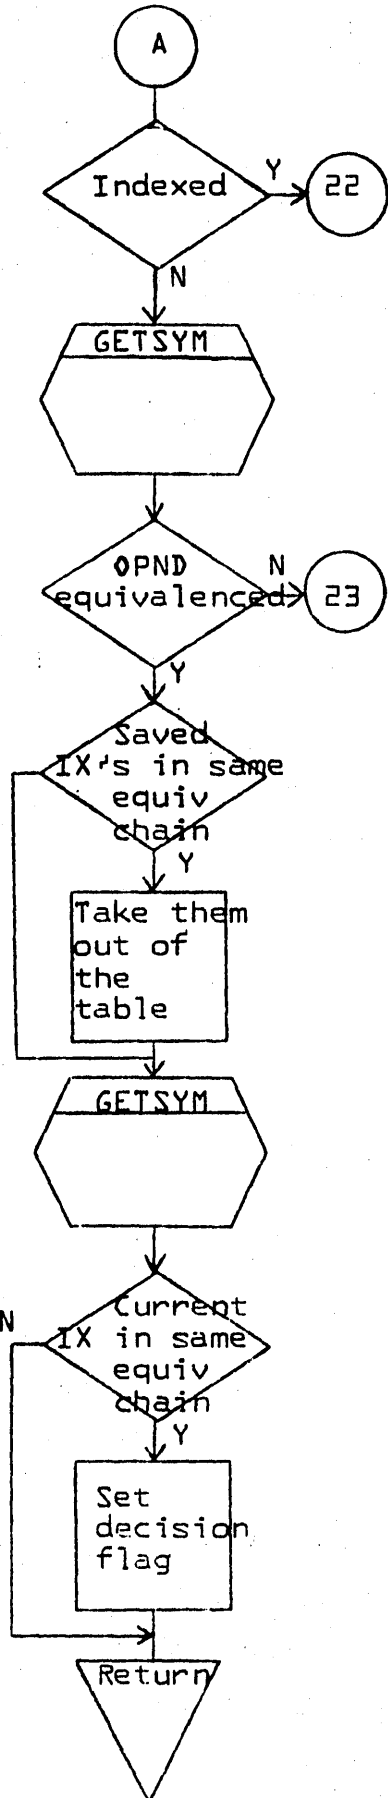 A
Indexed
Y
22
N
GETSYM
OPND
equivalenced
N
23
Y
Saved
IX's in same
equiv
chain
Y
Take them
out of
the
table
GETSYM
Current
N
IX in same
equiv
chain
Y
Set
decision
flag
Return